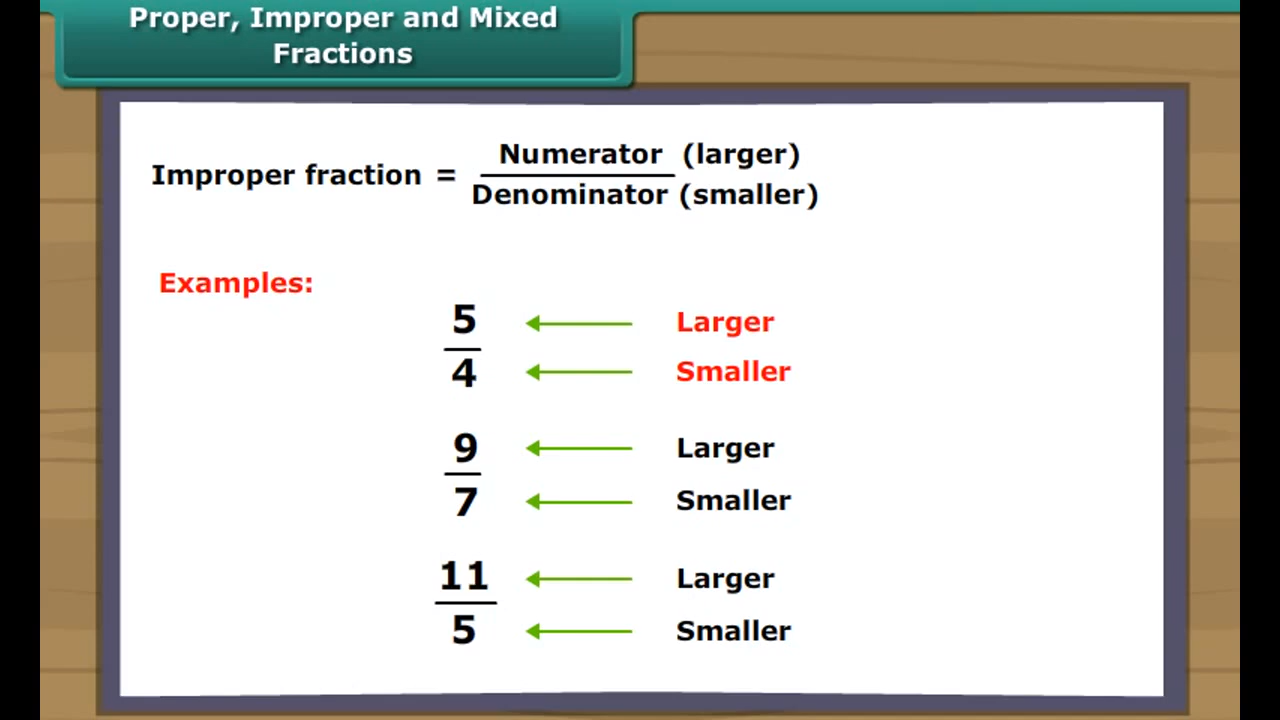 Proper, Improper and Mixed
Fractions
Improper fraction = Numerator (larger)
Denominator (smaller)
Examples:
5 Larger
4 Smaller
9 Larger
7 Smaller
11 Larger
5 Smaller